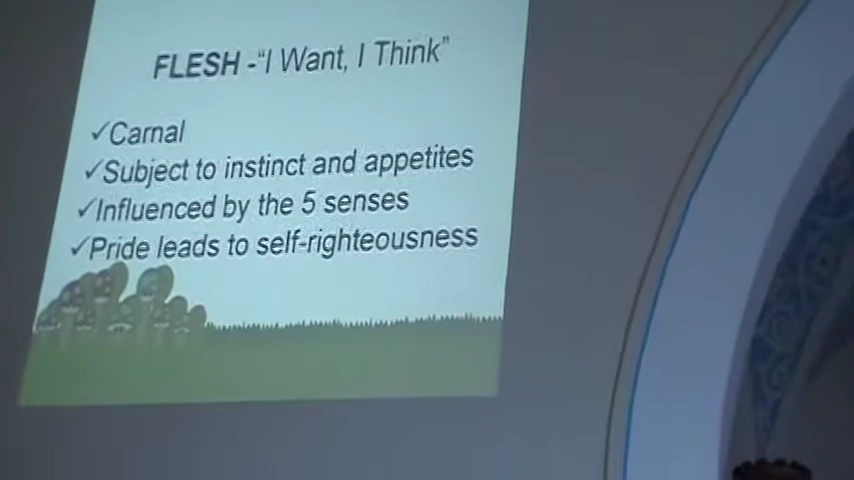 FLESH -“I Want, I Think”
✓Carnal
✓Subject to instinct and appetites
✓Influenced by the 5 senses
✓Pride leads to self-righteousness